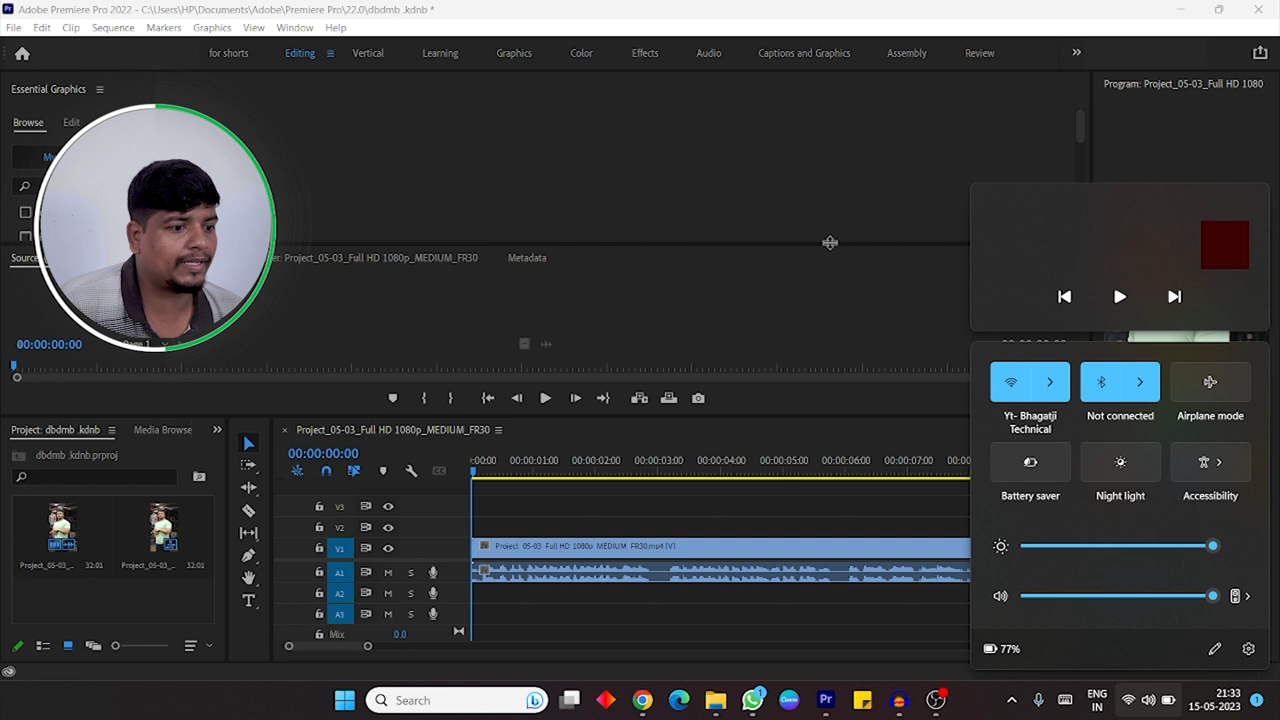 Adobe Premiere Pro 2022 - C:\Users\HP\Documents\Adobe\Premiere Pro\22.0\dbdmb .kdnb *
File Edit Clip Sequence Markers Graphics View Window Help
for shorts Editing Vertical Learning Graphics Color Effects Audio Captions and Graphics Assembly Review
Essential Graphics
Program: Project_05-03_Full HD 1080
Browse Edit
Source Project_05-03_Full HD 1080p_MEDIUM_FR30 Metadata
00:00:00:00
Yt- Bhagatji
Technical
Not connected
Airplane mode
Battery saver
Night light
Accessibility
77%
Project: dbdmb .kdnb Media Browse
Project_05-03_Full HD 1080p_MEDIUM_FR30
dbdmb .kdnb.prproj
00:00:00:00
:00:00 00:00:01:00 00:00:02:00 00:00:03:00 00:00:04:00 00:00:05:00 00:00:06:00 00:00:07:00
V3
V2
V1 Project_05-03_Full HD_MEDIUM_FR30.mp4 [V]
Project_05-03_... 32:01 Project_05-03_... 32:01
A1 M S
A2 M S
A3 M S
Mix 0.0
Search
ENG
IN
21:33
15-05-2023
1